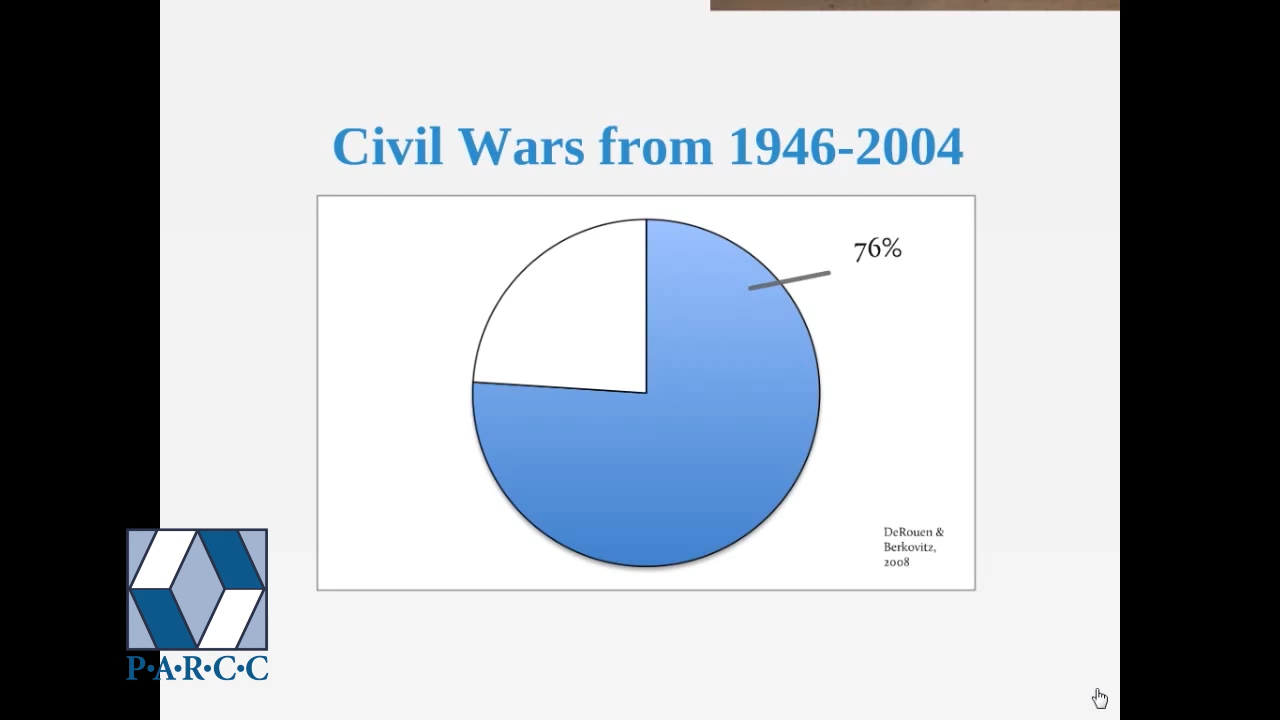 Civil Wars from 1946-2004
76%
DeRouen &
Berkovitz,
2008
P·A·R·C·C